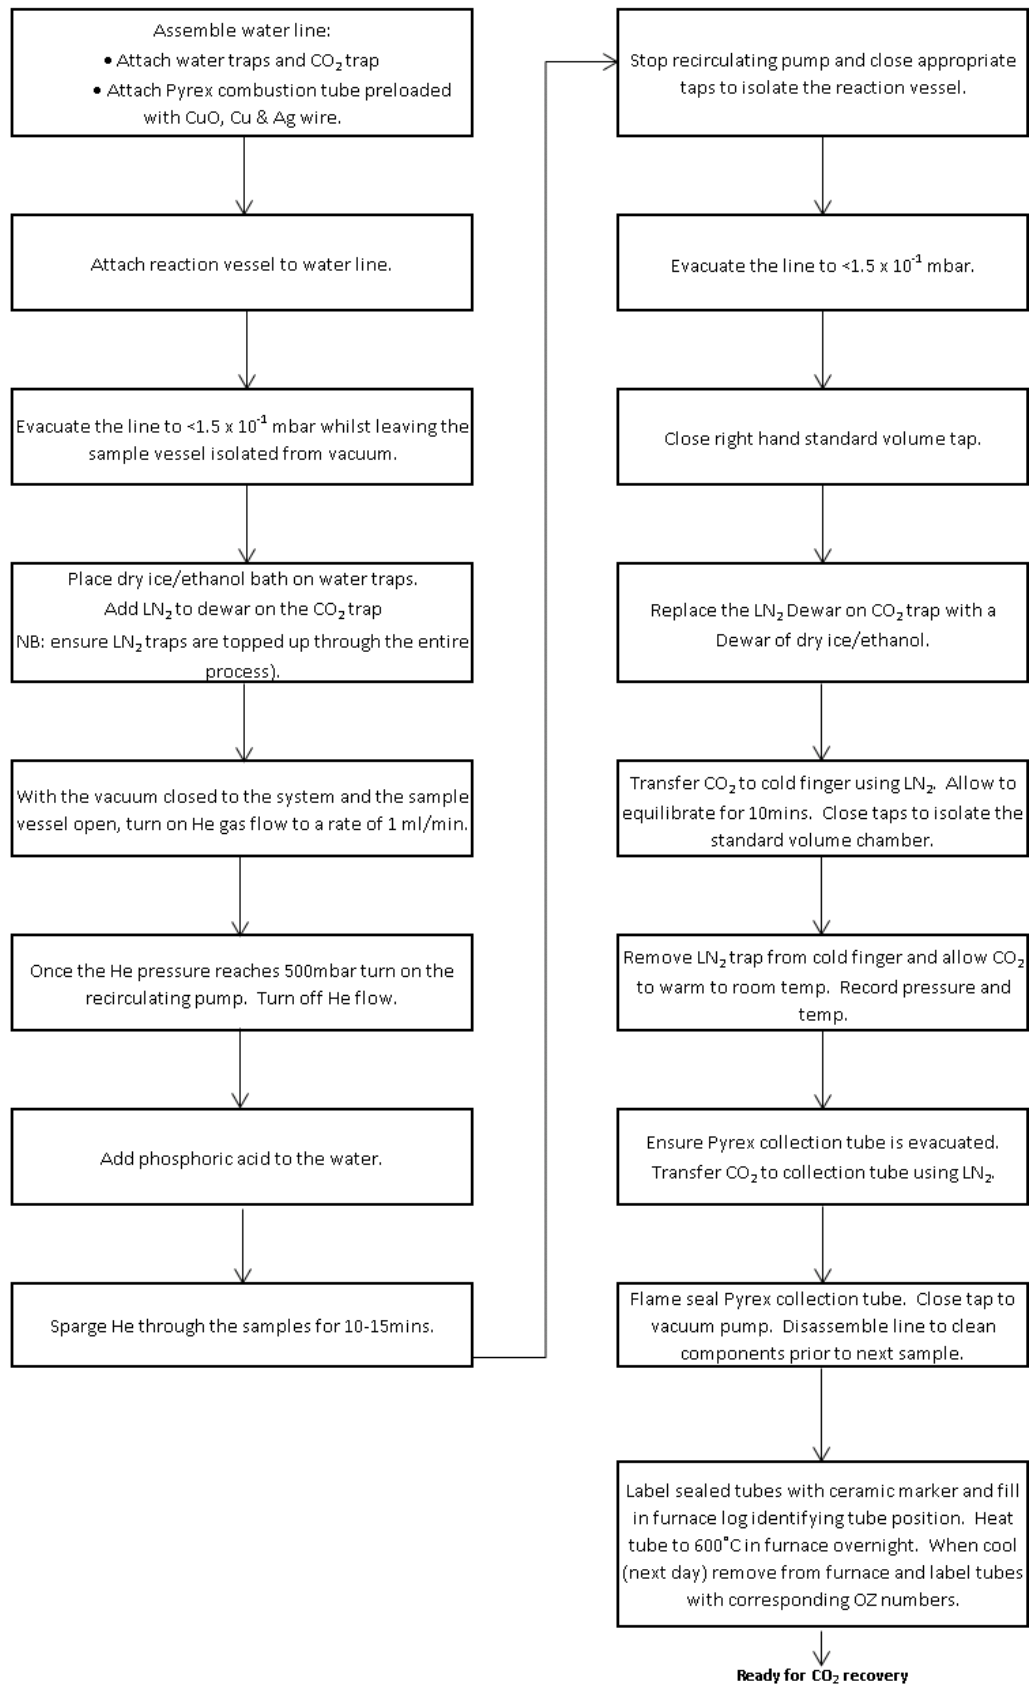 Assemble water line:
• Attach water traps and CO₂ trap
• Attach Pyrex combustion tube preloaded
with CuO, Cu & Ag wire.
Attach reaction vessel to water line.
Evacuate the line to <1.5 x 10⁻¹ mbar whilst leaving the
sample vessel isolated from vacuum.
Place dry ice/ethanol bath on water traps.
Add LN₂ to dewar on the CO₂ trap
NB: ensure LN₂ traps are topped up through the entire
process).
With the vacuum closed to the system and the sample
vessel open, turn on He gas flow to a rate of 1 ml/min.
Once the He pressure reaches 500mbar turn on the
recirculating pump. Turn off He flow.
Add phosphoric acid to the water.
Sparge He through the samples for 10-15mins.
Stop recirculating pump and close appropriate
taps to isolate the reaction vessel.
Evacuate the line to <1.5 x 10⁻¹ mbar.
Close right hand standard volume tap.
Replace the LN₂ Dewar on CO₂ trap with a
Dewar of dry ice/ethanol.
Transfer CO₂ to cold finger using LN₂. Allow to
equilibrate for 10mins. Close taps to isolate the
standard volume chamber.
Remove LN₂ trap from cold finger and allow CO₂
to warm to room temp. Record pressure and
temp.
Ensure Pyrex collection tube is evacuated.
Transfer CO₂ to collection tube using LN₂.
Flame seal Pyrex collection tube. Close tap to
vacuum pump. Disassemble line to clean
components prior to next sample.
Label sealed tubes with ceramic marker and fill
in furnace log identifying tube position. Heat
tube to 600°C in furnace overnight. When cool
(next day) remove from furnace and label tubes
with corresponding OZ numbers.
Ready for CO₂ recovery